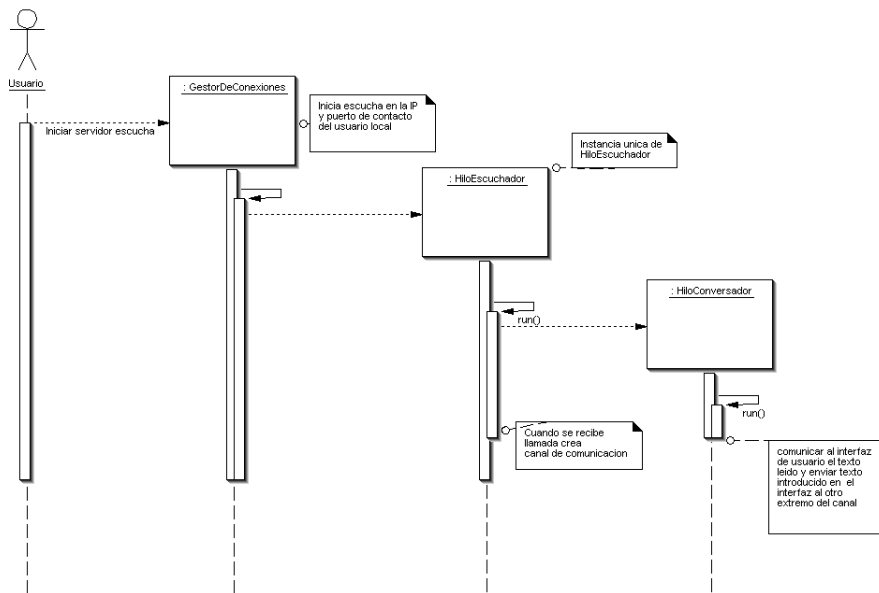 Usuario
: GestorDeConexiones
Inicia escucha en la IP
y puerto de contacto
del usuario local
Iniciar servidor escucha
Instancia unica de
HiloEscuchador
: HiloEscuchador
: HiloConversador
run()
run()
Cuando se recibe
llamada crea
canal de comunicacion
comunicar al interfaz
de usuario el texto
leido y enviar texto
introducido en el
interfaz al otro
extremo del canal